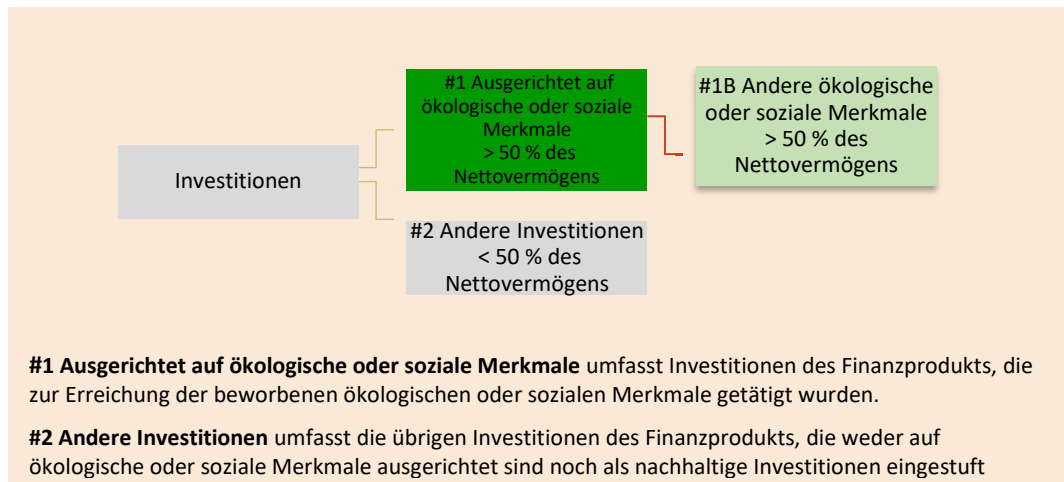 #1 Ausgerichtet auf
ökologische oder soziale
Merkmale
> 50 % des
Nettovermögens
#1B Andere ökologische
oder soziale Merkmale
> 50 % des
Nettovermögens
Investitionen
#2 Andere Investitionen
< 50 % des
Nettovermögens
#1 Ausgerichtet auf ökologische oder soziale Merkmale umfasst Investitionen des Finanzprodukts, die
zur Erreichung der beworbenen ökologischen oder sozialen Merkmale getätigt wurden.
#2 Andere Investitionen umfasst die übrigen Investitionen des Finanzprodukts, die weder auf
ökologische oder soziale Merkmale ausgerichtet sind noch als nachhaltige Investitionen eingestuft